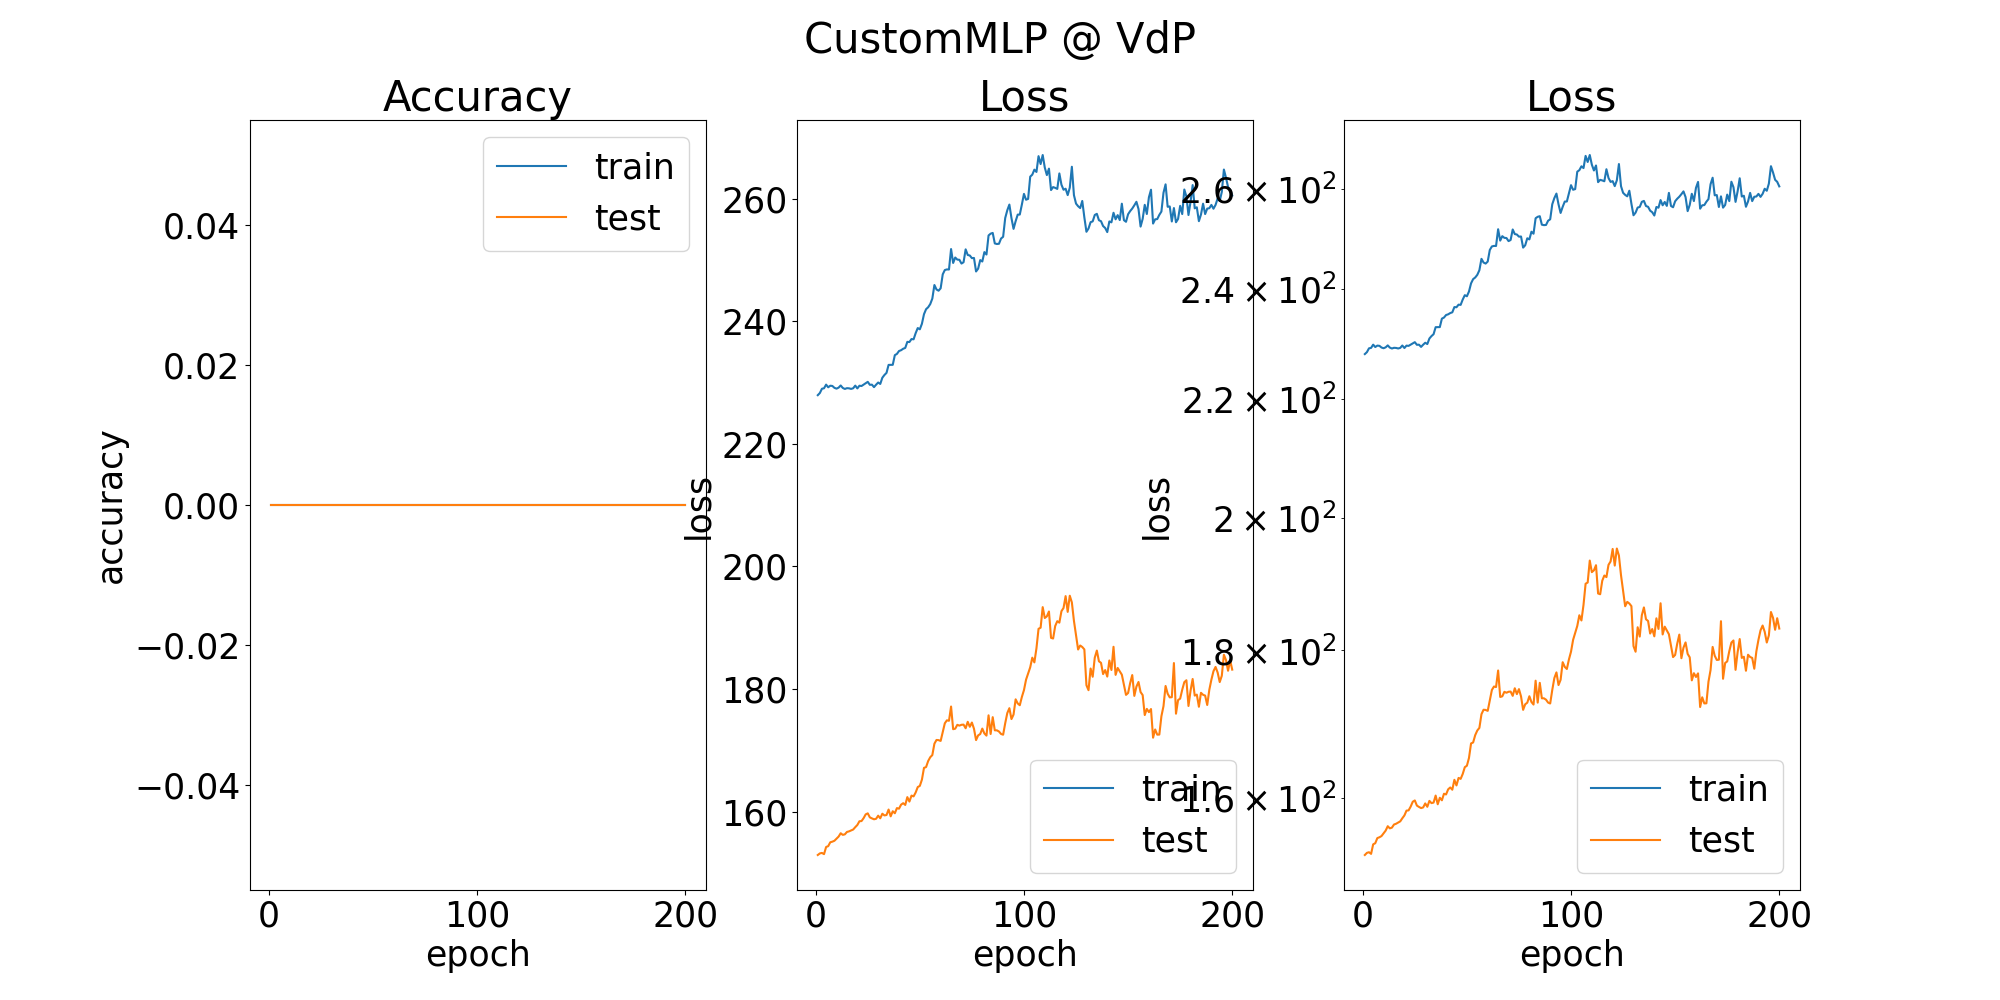 CustomMLP @ VdP
Accuracy
accuracy
0.04
0.02
0.00
−0.02
−0.04
0 100 200
epoch
train
test
Loss
loss
260
240
220
200
180
160
0 100 200
epoch
train
test
Loss
loss
2.6 × 10²
2.4 × 10²
2.2 × 10²
2 × 10²
1.8 × 10²
1.6 × 10²
0 100 200
epoch
train
test